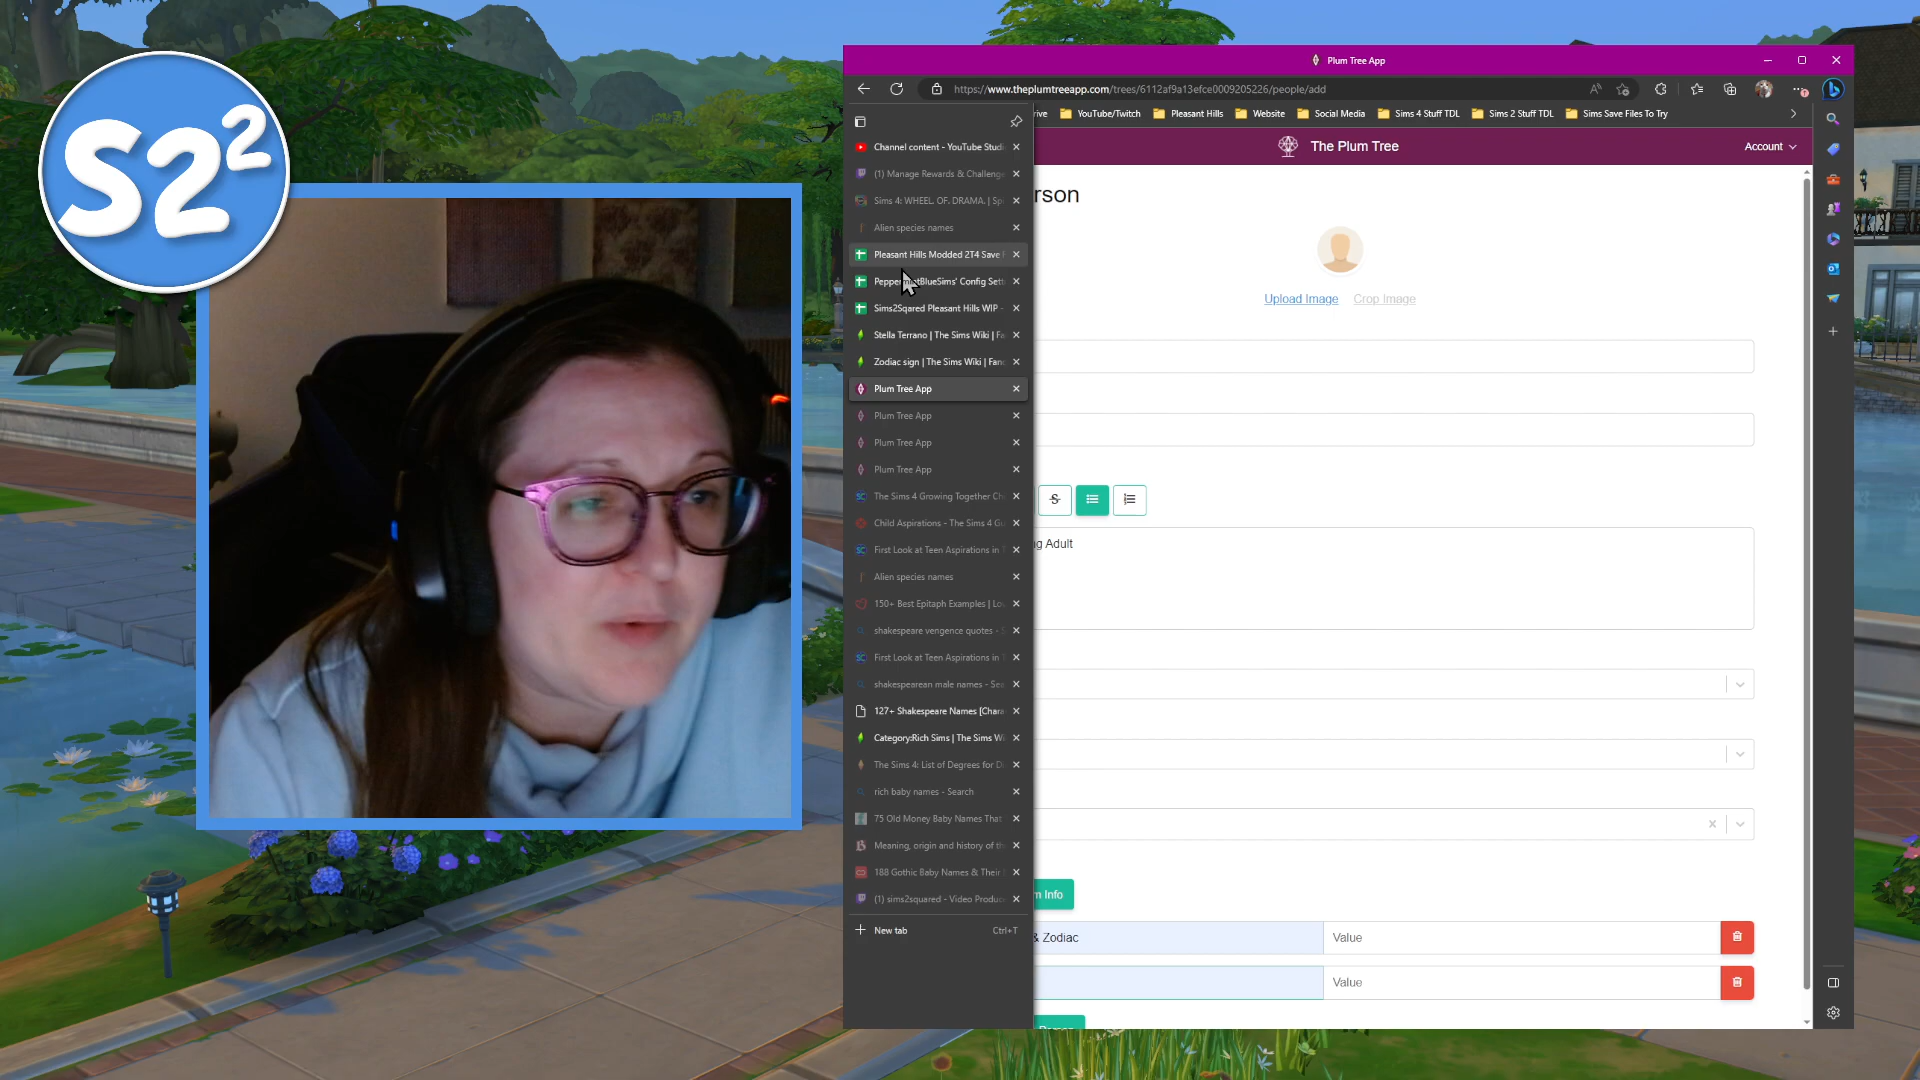 S2²
Plum Tree App
https://www.theplumtreeapp.com/trees/6112af9a13efce0009205226/people/add
rive
YouTube/Twitch
Pleasant Hills
Website
Social Media
Sims 4 Stuff TDL
Sims 2 Stuff TDL
Sims Save Files To Try
The Plum Tree
Account
Channel content - YouTube Studi
(1) Manage Rewards & Challenge
Sims 4: WHEEL. OF. DRAMA. | Spi
Alien species names
Pleasant Hills Modded 2T4 Save
BlueSims' Config Sett
Sims2Sqared Pleasant Hills WIP -
Stella Terrano | The Sims Wiki | Fa
Zodiac sign | The Sims Wiki | Fand
Plum Tree App
Plum Tree App
Plum Tree App
Plum Tree App
The Sims 4 Growing Together Ch
Child Aspirations - The Sims 4 Gu
First Look at Teen Aspirations in
Alien species names
150+ Best Epitaph Examples | Lo
shakespeare vengence quotes - S
First Look at Teen Aspirations in
shakespearean male names - Sea
127+ Shakespeare Names [Chara
Category:Rich Sims | The Sims W
The Sims 4: List of Degrees for D
rich baby names - Search
75 Old Money Baby Names That
Meaning, origin and history of th
188 Gothic Baby Names & Their
(1) sims2squared - Video Produc
New tab
Ctrl+T
rson
Upload Image
Crop Image
g Adult
m Info
& Zodiac
Value
Value
Person